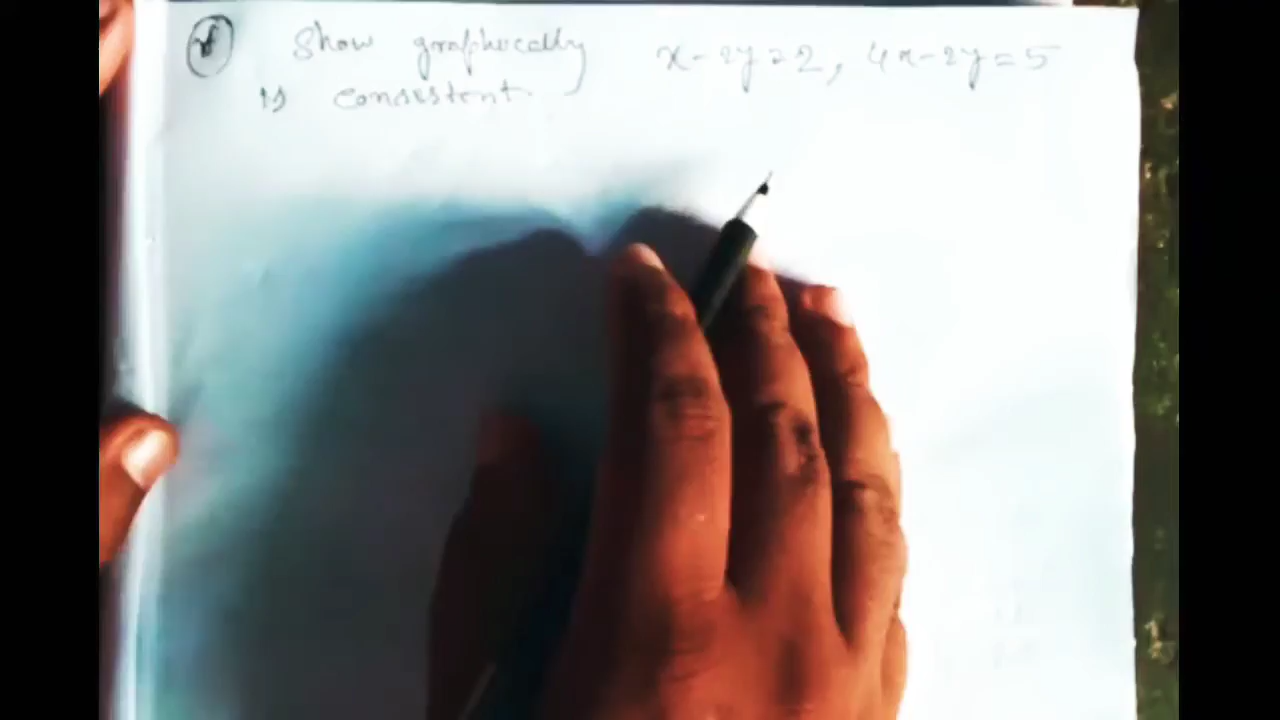 Show graphically x-2y=2, 4x-2y=5
is consistent.